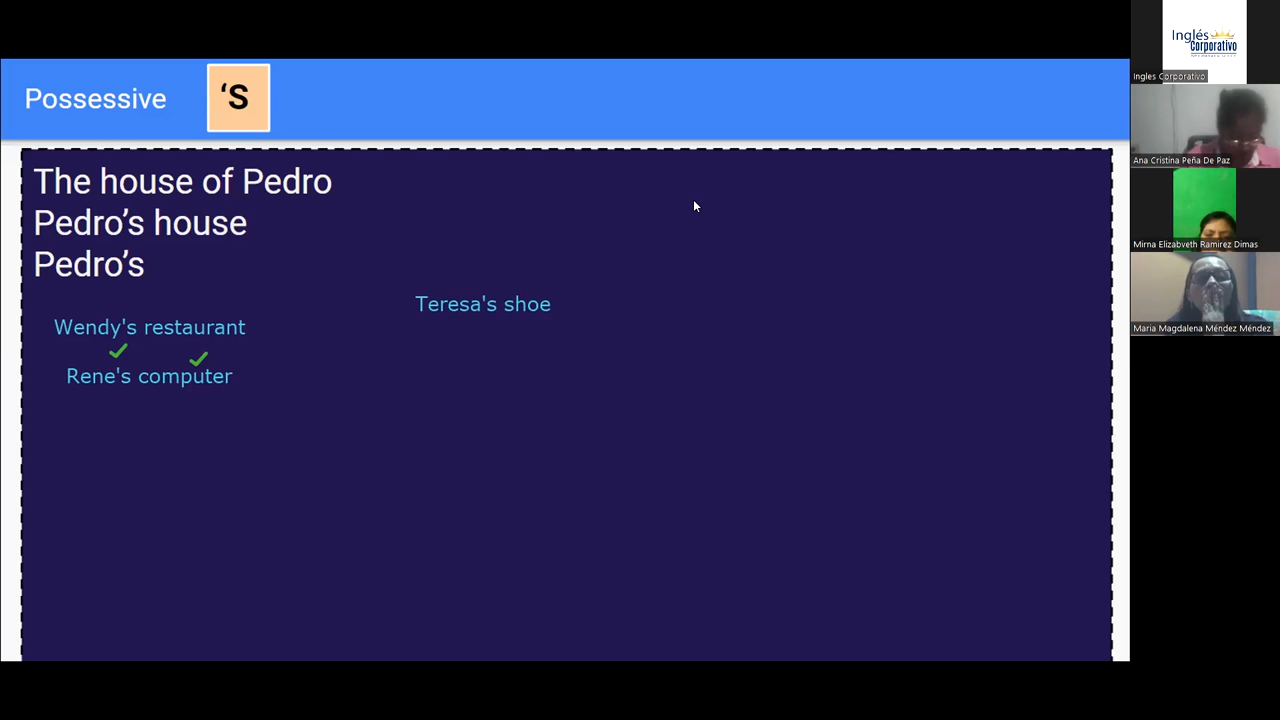 Possessive 'S
The house of Pedro
Pedro’s house
Pedro’s
Teresa's shoe
Wendy's restaurant
Rene's computer
Inglés
Corporativo
Ingles Corporativo
Ana Cristina Peña De Paz
Mirna Elizabveth Ramirez Dimas
Maria Magdalena Méndez Méndez